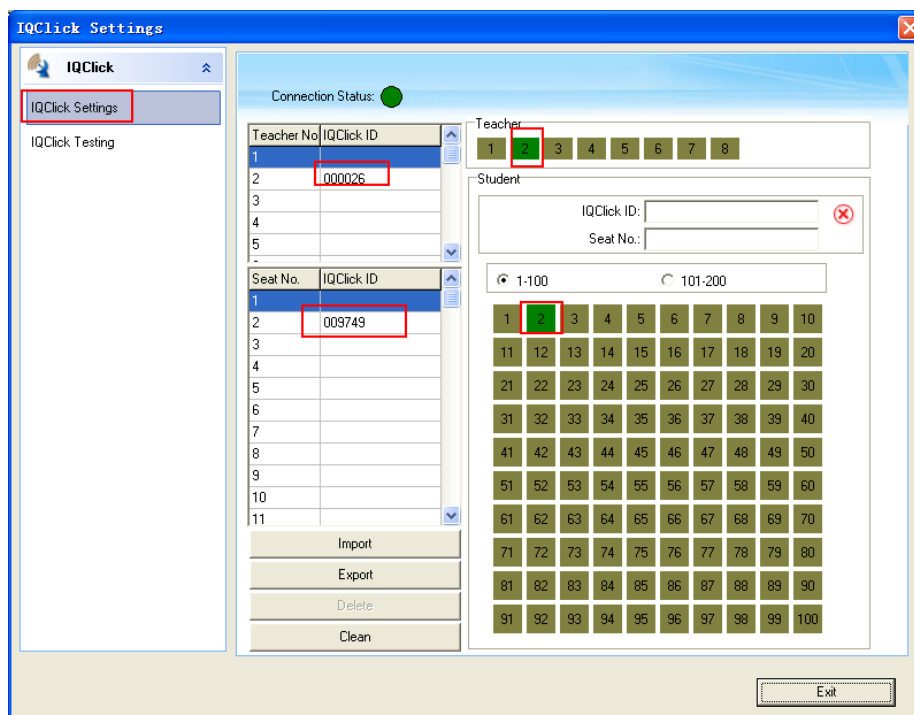 IQClick Settings
IQClick
IQClick Settings
IQClick Testing
Connection Status:
Teacher No IQClick ID
1
2 000026
3
4
5
Seat No. IQClick ID
1
2 009749
3
4
5
6
7
8
9
10
11
Import
Export
Delete
Clean
Teacher
1 2 3 4 5 6 7 8
Student
IQClick ID:
Seat No.:
1-100 101-200
1 2 3 4 5 6 7 8 9 10
11 12 13 14 15 16 17 18 19 20
21 22 23 24 25 26 27 28 29 30
31 32 33 34 35 36 37 38 39 40
41 42 43 44 45 46 47 48 49 50
51 52 53 54 55 56 57 58 59 60
61 62 63 64 65 66 67 68 69 70
71 72 73 74 75 76 77 78 79 80
81 82 83 84 85 86 87 88 89 90
91 92 93 94 95 96 97 98 99 100
Exit